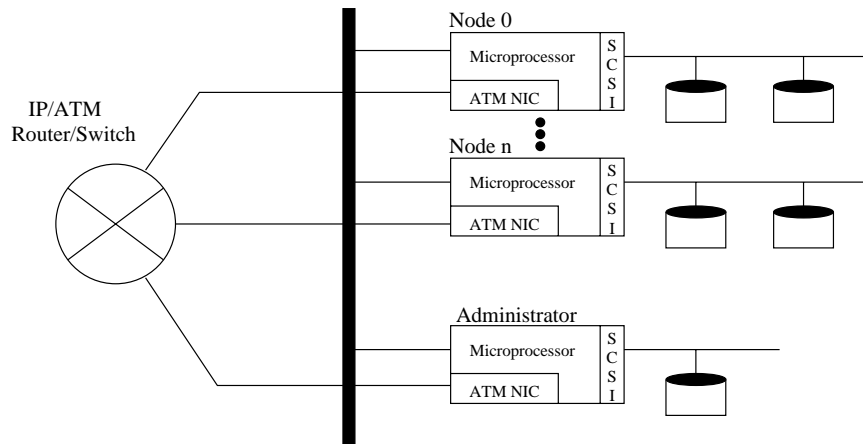 IP/ATM
Router/Switch
Node 0
Microprocessor
ATM NIC
S
C
S
I
Node n
Microprocessor
ATM NIC
S
C
S
I
Administrator
Microprocessor
ATM NIC
S
C
S
I